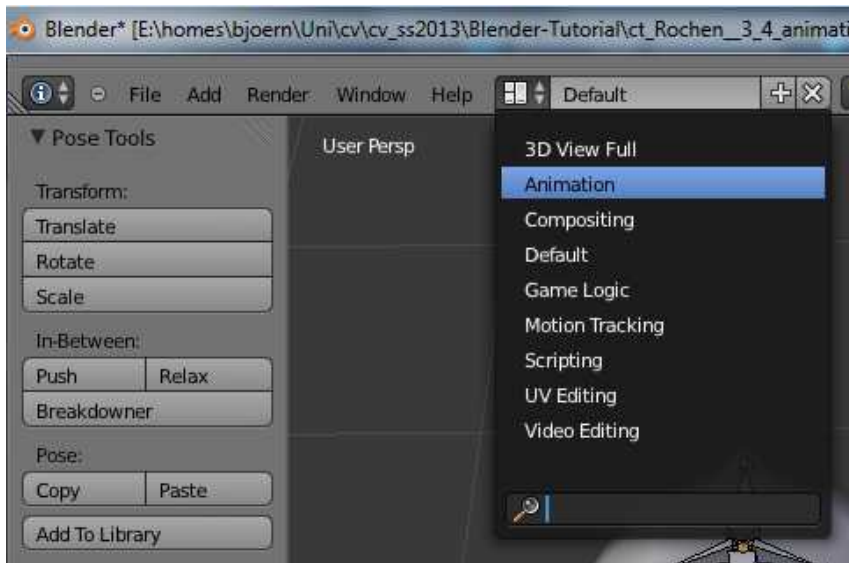 Blender* [E:\homes\bjoern\Uni\cv\cv_ss2013\Blender-Tutorial\ct_Rochen__3_4_animati
File Add Render Window Help Default
Pose Tools
User Persp
Transform:
Translate
Rotate
Scale
In-Between:
Push Relax
Breakdowner
Pose:
Copy Paste
Add To Library
3D View Full
Animation
Compositing
Default
Game Logic
Motion Tracking
Scripting
UV Editing
Video Editing